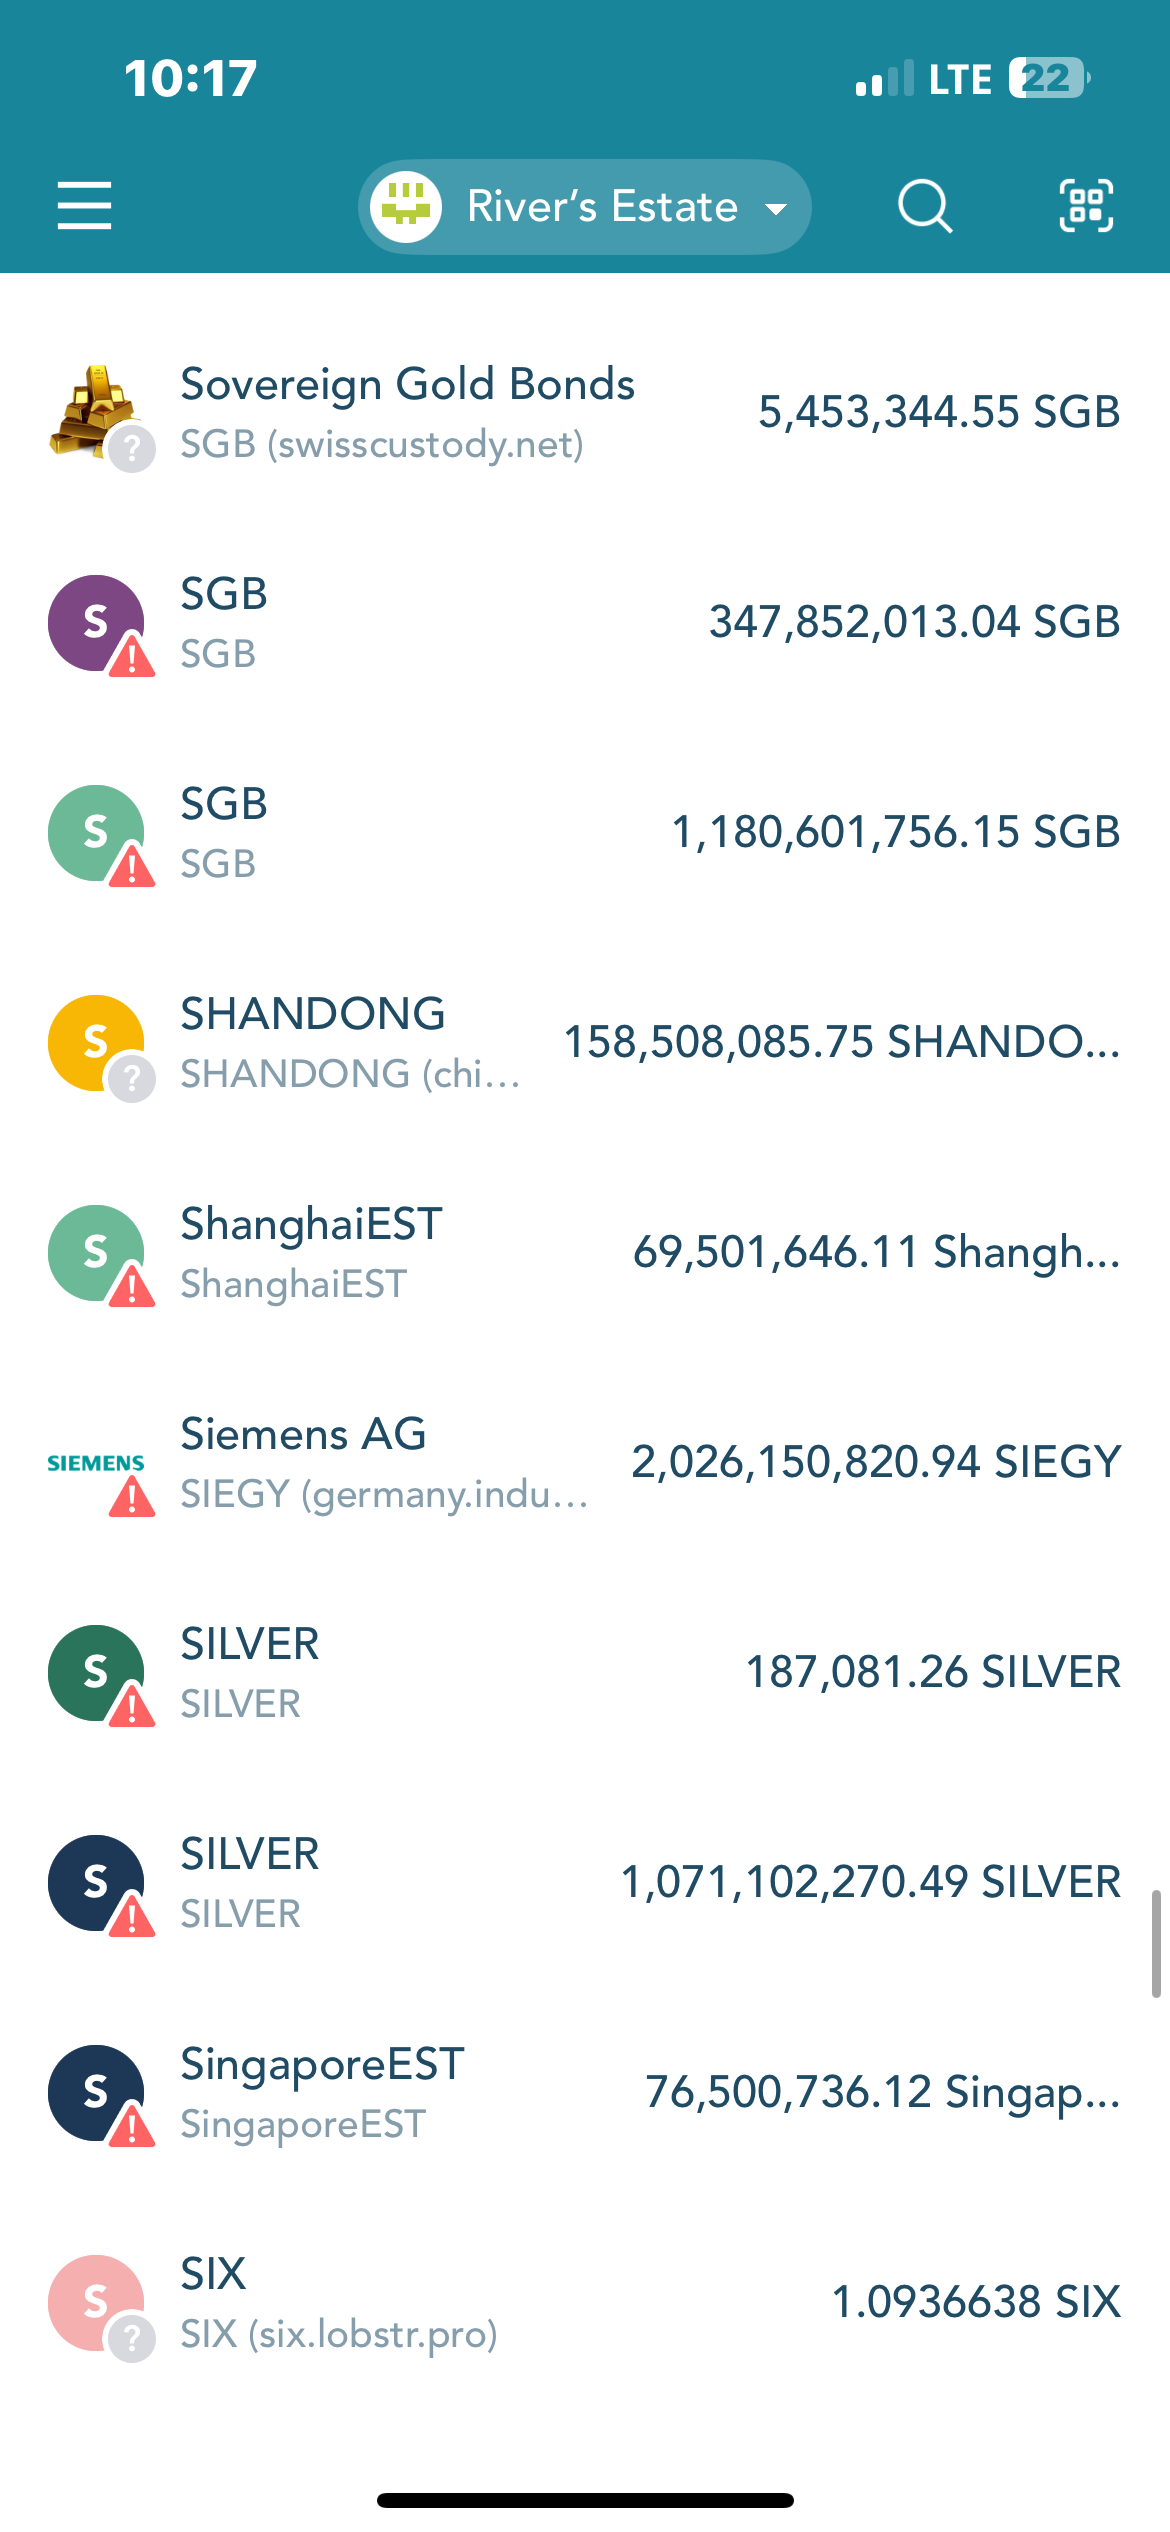 10:17
LTE 22
River’s Estate
Sovereign Gold Bonds
SGB (swisscustody.net)
5,453,344.55 SGB
?
S
SGB
SGB
347,852,013.04 SGB
S
SGB
SGB
1,180,601,756.15 SGB
S
?
SHANDONG
SHANDONG (chi...
158,508,085.75 SHANDO...
S
ShanghaiEST
ShanghaiEST
69,501,646.11 Shangh...
SIEMENS
Siemens AG
SIEGY (germany.indu...
2,026,150,820.94 SIEGY
S
SILVER
SILVER
187,081.26 SILVER
S
SILVER
SILVER
1,071,102,270.49 SILVER
S
SingaporeEST
SingaporeEST
76,500,736.12 Singap...
S
?
SIX
SIX (six.lobstr.pro)
1.0936638 SIX